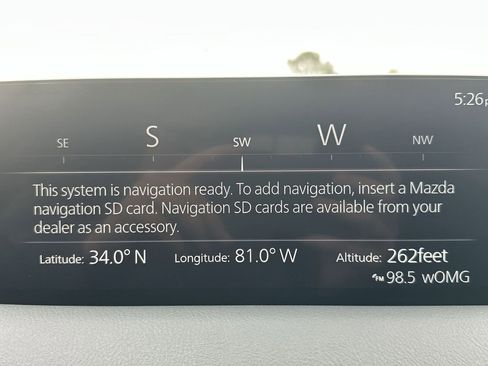 5:26p
SE S SW W NW
This system is navigation ready. To add navigation, insert a Mazda
navigation SD card. Navigation SD cards are available from your
dealer as an accessory.
Latitude: 34.0° N Longitude: 81.0° W Altitude: 262feet
FM 98.5 wOMG